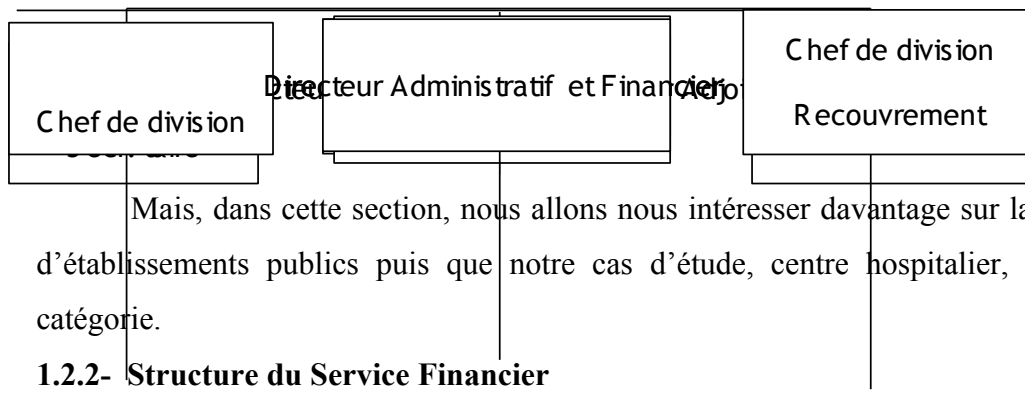 Chef de division
Directeur Administratif et Financier
Chef de division
Recouvrement
Mais, dans cette section, nous allons nous intéresser davantage sur la
d’établissements publics puis que notre cas d’étude, centre hospitalier,
catégorie.
1.2.2- Structure du Service Financier